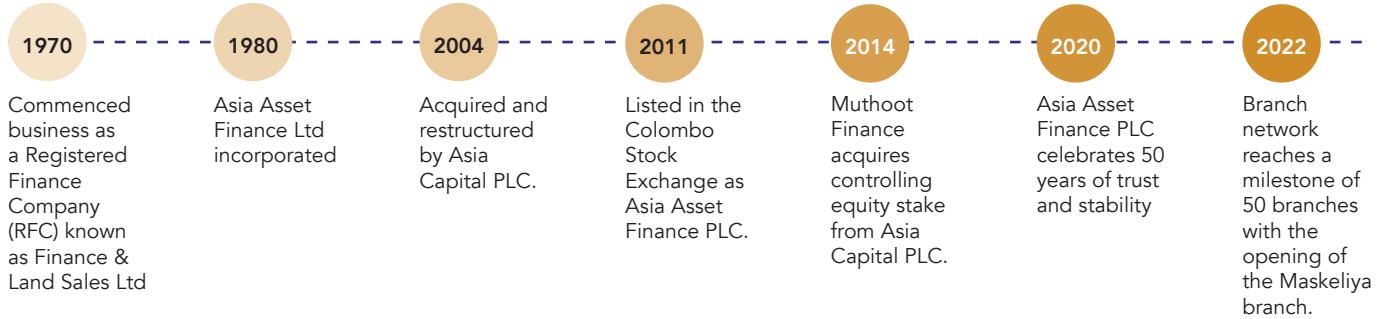 1970
Commenced
business as
a Registered
Finance
Company
(RFC) known
as Finance &
Land Sales Ltd
1980
Asia Asset
Finance Ltd
incorporated
2004
Acquired and
restructured
by Asia
Capital PLC.
2011
Listed in the
Colombo
Stock
Exchange as
Asia Asset
Finance PLC.
2014
Muthoot
Finance
acquires
controlling
equity stake
from Asia
Capital PLC.
2020
Asia Asset
Finance PLC
celebrates 50
years of trust
and stability
2022
Branch
network
reaches a
milestone of
50 branches
with the
opening of
the Maskeliya
branch.